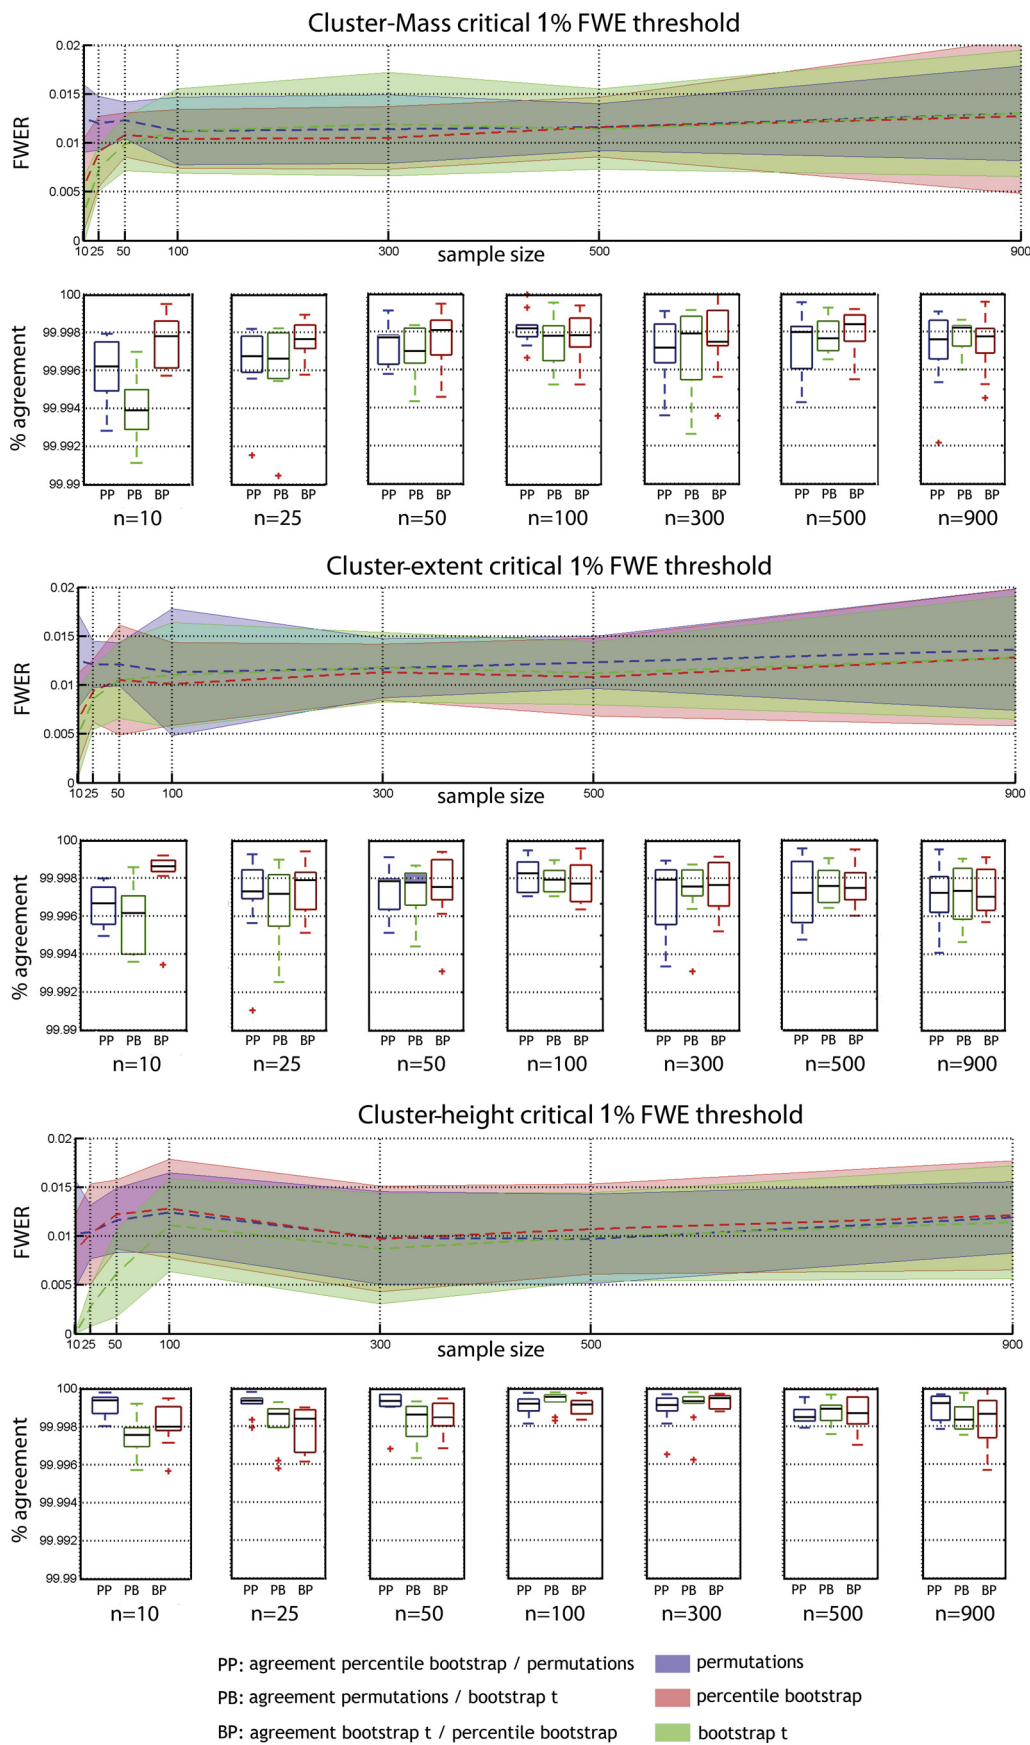 Cluster-Mass critical 1% FWE threshold
0.02
0.015
0.01
0.005
0
FWER
10 25 50 100 300 500 900
sample size
100
99.998
99.996
99.994
99.992
99.99
% agreement
PP PB BP PP PB BP PP PB BP PP PB BP PP PB BP PP PB BP PP PB BP
n=10 n=25 n=50 n=100 n=300 n=500 n=900
Cluster-extent critical 1% FWE threshold
0.02
0.015
0.01
0.005
0
FWER
10 25 50 100 300 500 900
sample size
100
99.998
99.996
99.994
99.992
99.99
% agreement
PP PB BP PP PB BP PP PB BP PP PB BP PP PB BP PP PB BP PP PB BP
n=10 n=25 n=50 n=100 n=300 n=500 n=900
Cluster-height critical 1% FWE threshold
0.02
0.015
0.01
0.005
0
FWER
10 25 50 100 300 500 900
sample size
100
99.998
99.996
99.994
99.992
99.99
% agreement
PP PB BP PP PB BP PP PB BP PP PB BP PP PB BP PP PB BP PP PB BP
n=10 n=25 n=50 n=100 n=300 n=500 n=900
PP: agreement percentile bootstrap / permutations permutations
PB: agreement permutations / bootstrap t percentile bootstrap
BP: agreement bootstrap t / percentile bootstrap bootstrap t